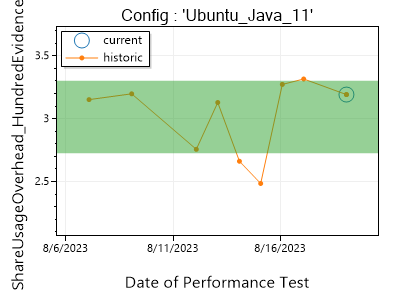 Config : 'Ubuntu_Java_11'
current
historic
ShareUsageOverhead_HundredEvidence
3.5
3
2.5
8/6/2023
8/11/2023
8/16/2023
Date of Performance Test